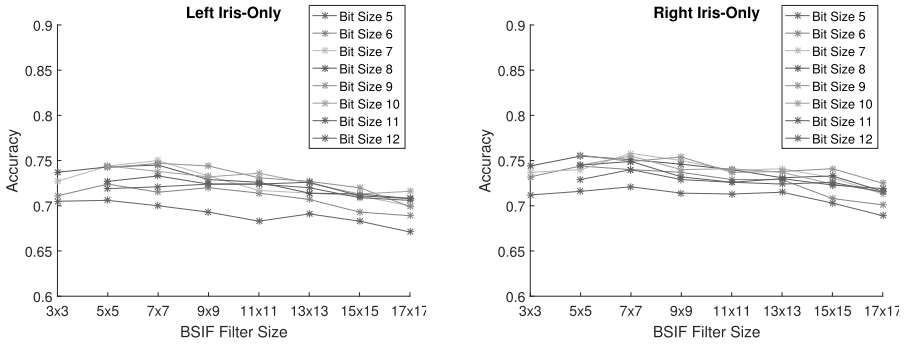 Left Iris-Only
0.9
0.85
0.8
0.75
0.7
0.65
0.6
Accuracy
3x3 5x5 7x7 9x9 11x11 13x13 15x15 17x17
BSIF Filter Size
Bit Size 5
Bit Size 6
Bit Size 7
Bit Size 8
Bit Size 9
Bit Size 10
Bit Size 11
Bit Size 12
Right Iris-Only
0.9
0.85
0.8
0.75
0.7
0.65
0.6
Accuracy
3x3 5x5 7x7 9x9 11x11 13x13 15x15 17x17
BSIF Filter Size
Bit Size 5
Bit Size 6
Bit Size 7
Bit Size 8
Bit Size 9
Bit Size 10
Bit Size 11
Bit Size 12